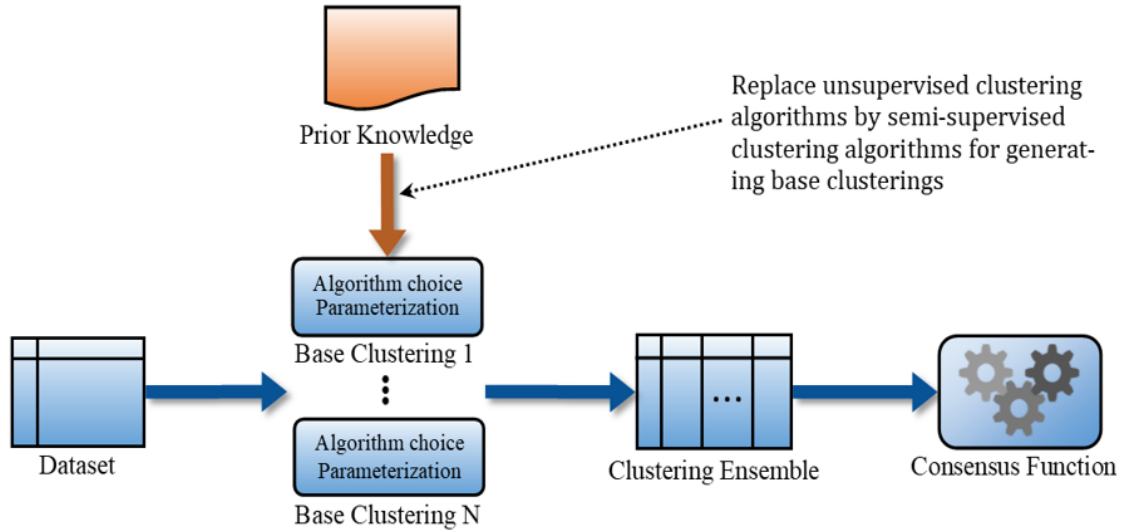 Prior Knowledge
Replace unsupervised clustering
algorithms by semi-supervised
clustering algorithms for generat-
ing base clusterings
Algorithm choice
Parameterization
Base Clustering 1
Algorithm choice
Parameterization
Base Clustering N
Dataset
Clustering Ensemble
Consensus Function